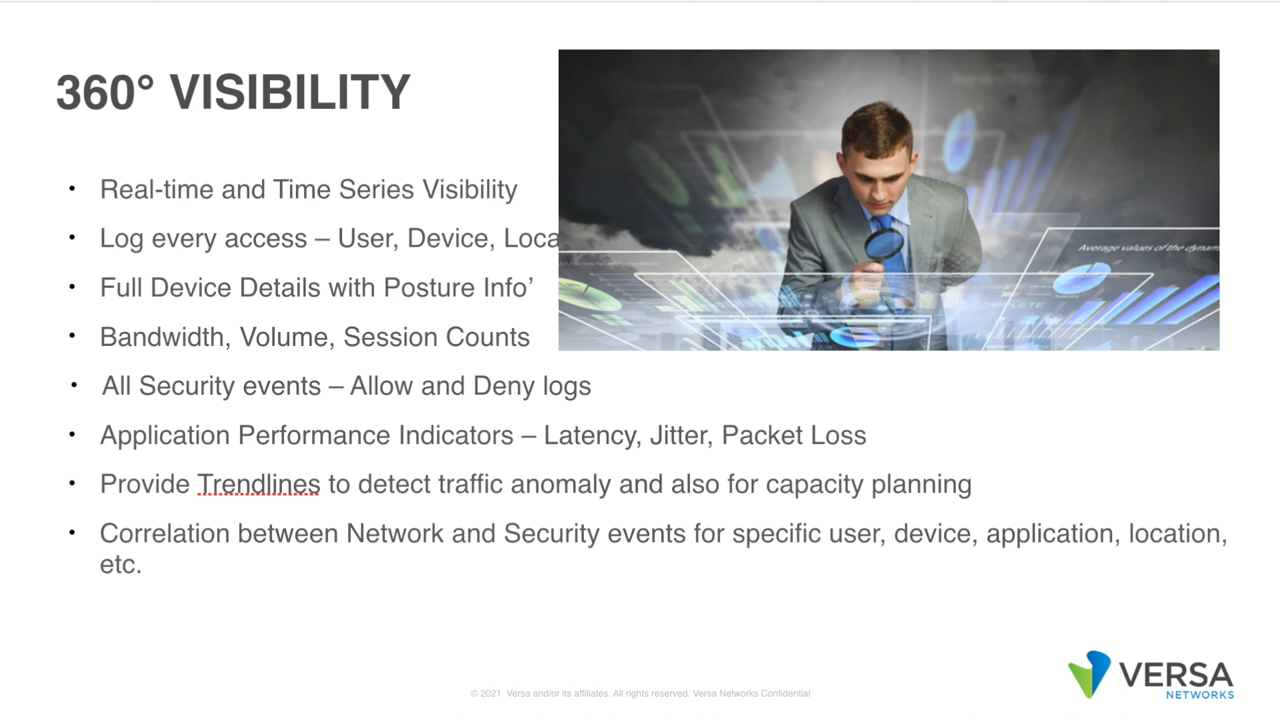 360° VISIBILITY
• Real-time and Time Series Visibility
• Log every access – User, Device, Loca
• Full Device Details with Posture Info’
• Bandwidth, Volume, Session Counts
• All Security events – Allow and Deny logs
• Application Performance Indicators – Latency, Jitter, Packet Loss
• Provide Trendlines to detect traffic anomaly and also for capacity planning
• Correlation between Network and Security events for specific user, device, application, location,
etc.
Average values of the dynam
© 2021 Versa and/or its affiliates. All rights reserved. Versa Networks Confidential
VERSA
NETWORKS